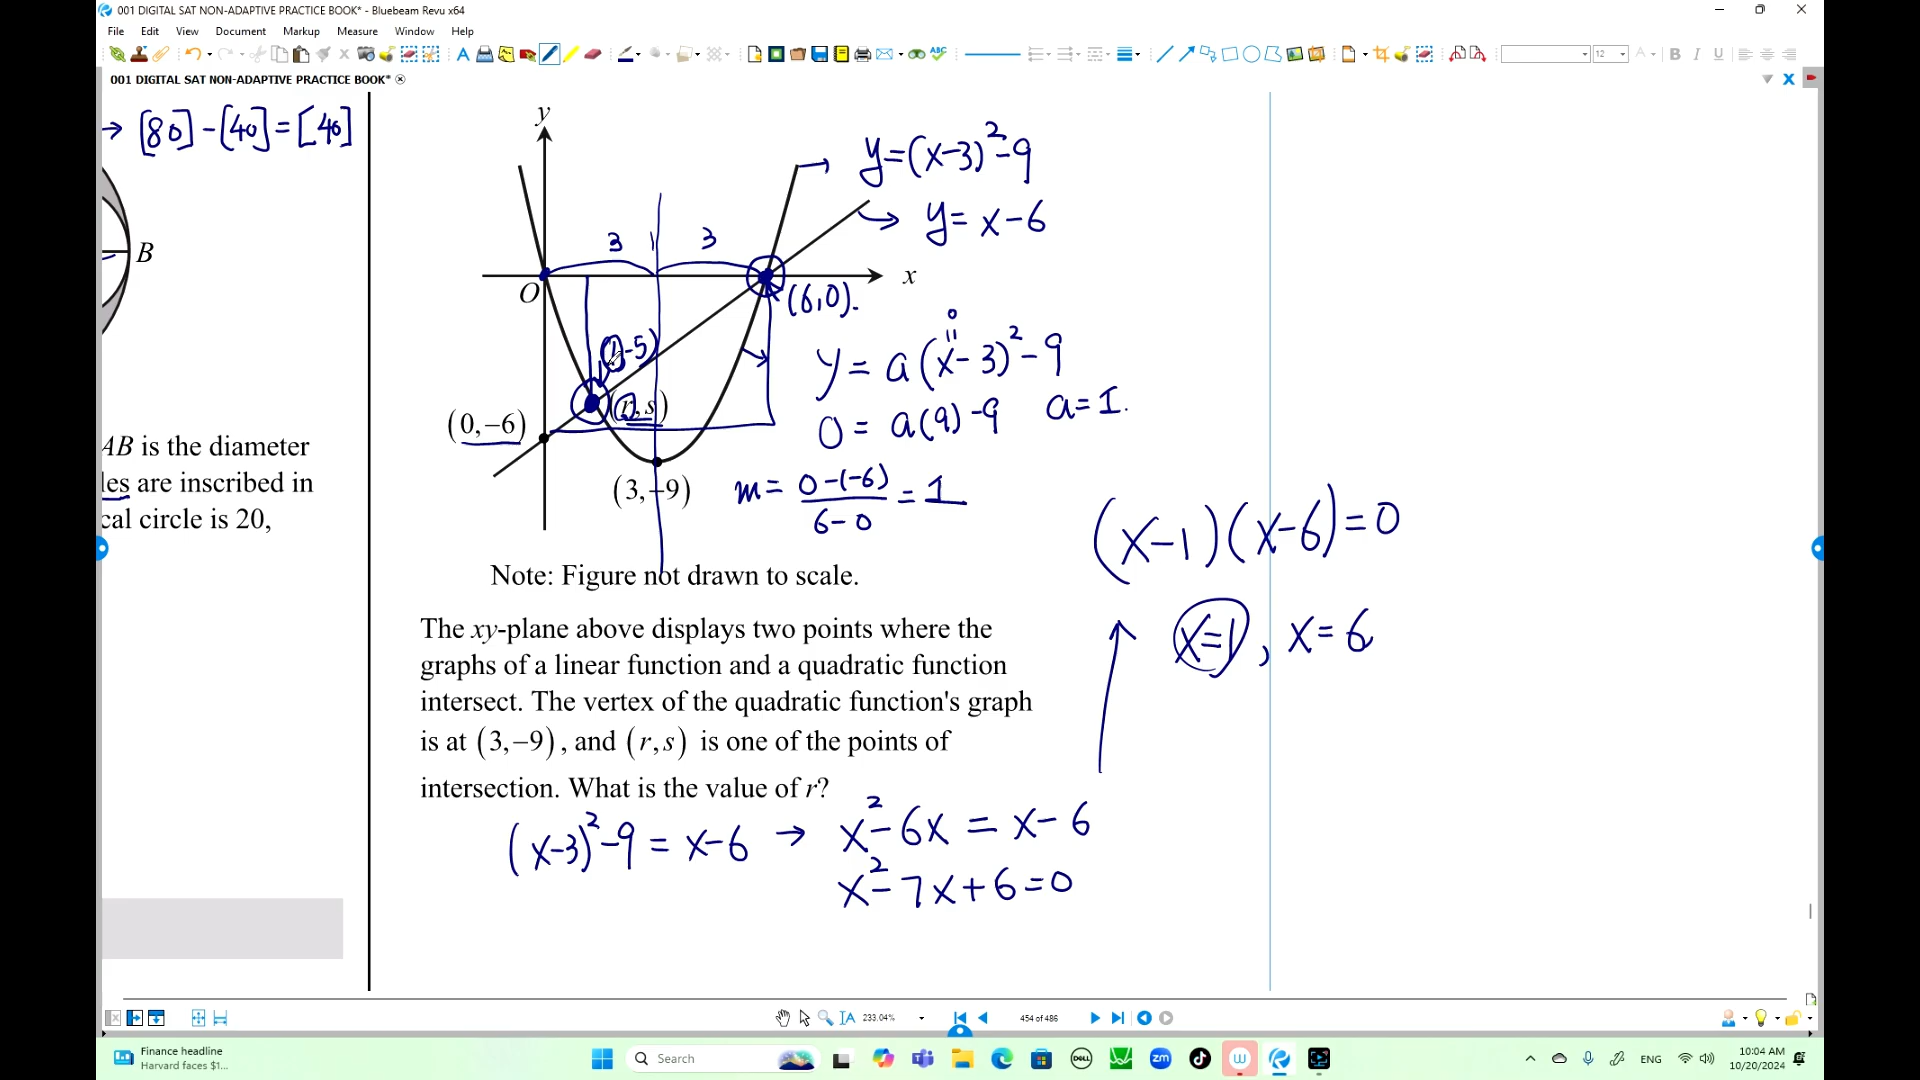 001 DIGITAL SAT NON-ADAPTIVE PRACTICE BOOK* - Bluebeam Revu x64
File Edit View Document Markup Measure Window Help
12
001 DIGITAL SAT NON-ADAPTIVE PRACTICE BOOK*
→ [80] - [40] = [40]
B
AB is the diameter
les are inscribed in
cal circle is 20,
y
y = (x-3)² - 9
y = x - 6
3 3
x
O
(6,0).
(1,-5)
(r,s)
(0,−6)
(3,−9)
0
y = a(x-3)² - 9
0 = a(9) - 9 a = 1.
m = 0-(-6) / 6-0 = 1
Note: Figure not drawn to scale.
The xy-plane above displays two points where the
graphs of a linear function and a quadratic function
intersect. The vertex of the quadratic function's graph
is at (3,−9), and (r,s) is one of the points of
intersection. What is the value of r?
(x-3)² - 9 = x - 6 → x² - 6x = x - 6
x² - 7x + 6 = 0
(x-1)(x-6) = 0
x=1, x=6
233.04%
454 of 486
Finance headline
Harvard faces $1...
Search
DELL
zm
W
ENG
10:04 AM
10/20/2024